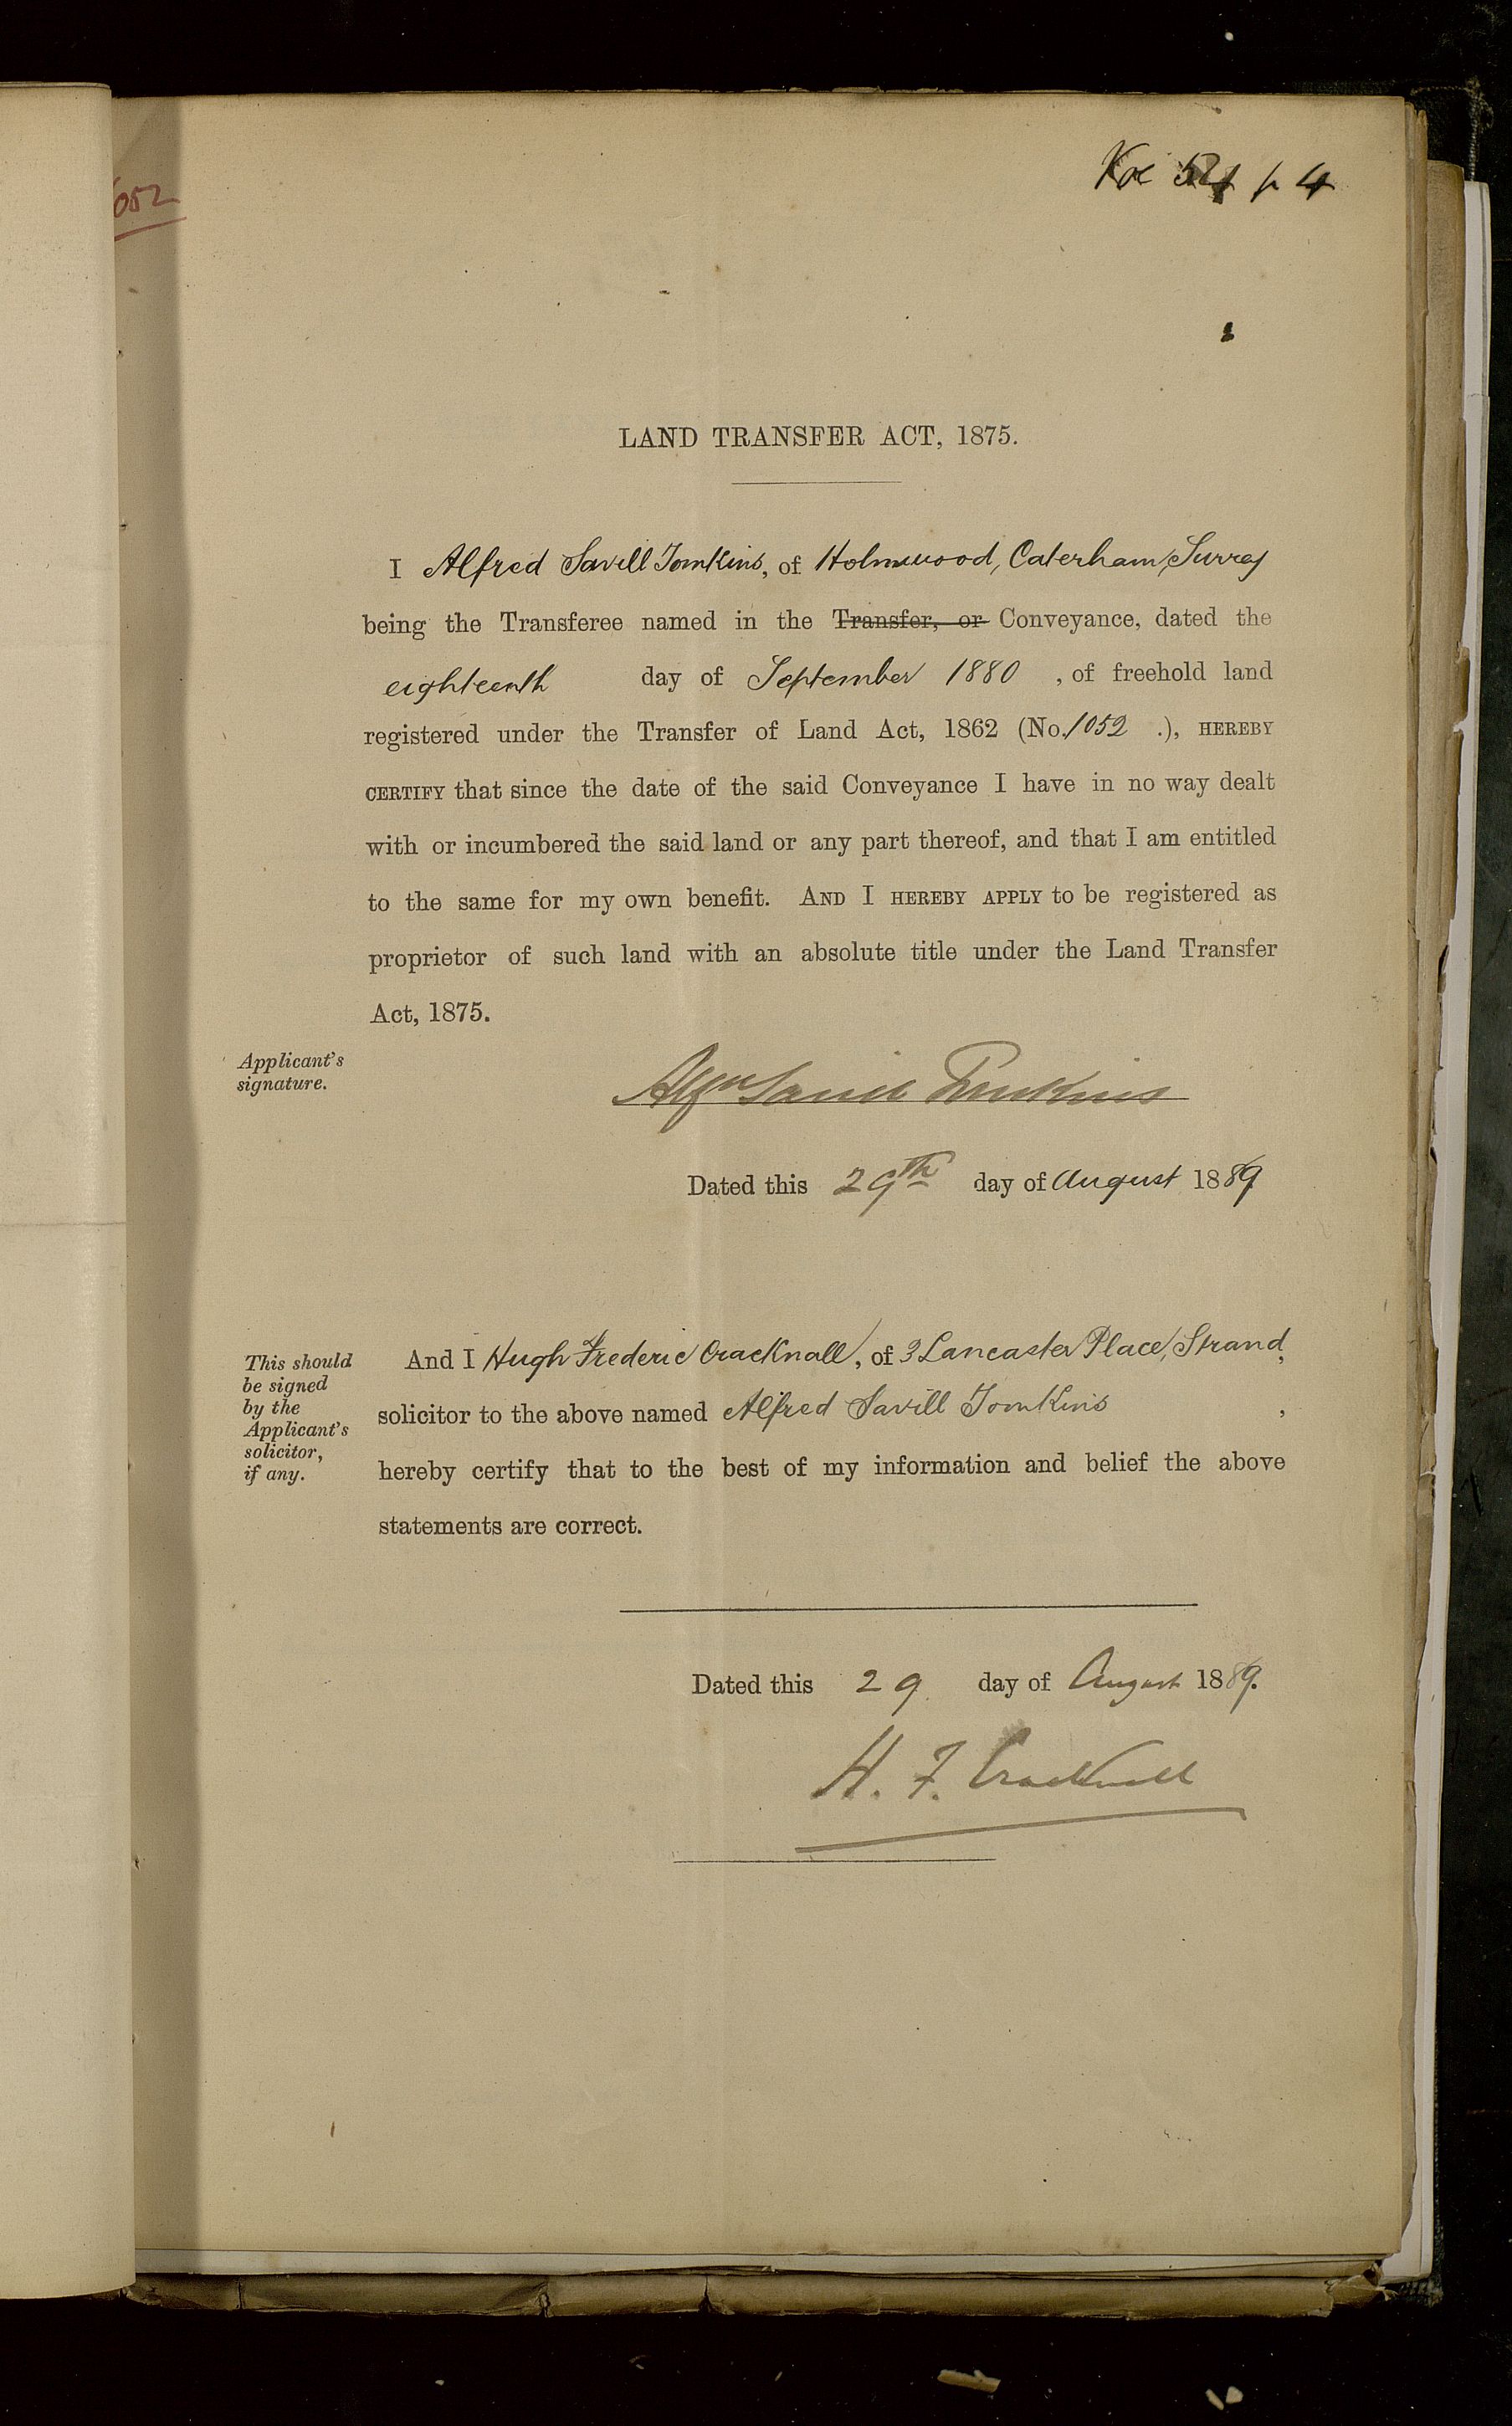 052
LAND TRANSFER ACT, 1875.
I Alfred Savill Tomkins, of Holmwood, Caterham, Surrey
being the Transferee named in the Transfer, or Conveyance, dated the
eighteenth day of September 1880, of freehold land
registered under the Transfer of Land Act, 1862 (No. 1052 .), HEREBY
CERTIFY that since the date of the said Conveyance I have in no way dealt
with or incumbered the said land or any part thereof, and that I am entitled
to the same for my own benefit. AND I HEREBY APPLY to be registered as
proprietor of such land with an absolute title under the Land Transfer
Act, 1875.
Applicant's
signature.
Alfd Savill Tomkins
Dated this 29th day of August 1889
This should
be signed
by the
Applicant's
solicitor,
if any.
And I Hugh Frederic Cracknall, of 3 Lancaster Place, Strand,
solicitor to the above named Alfred Savill Tomkins ,
hereby certify that to the best of my information and belief the above
statements are correct.
Dated this 29 day of August 1889.
H. F. Cracknall